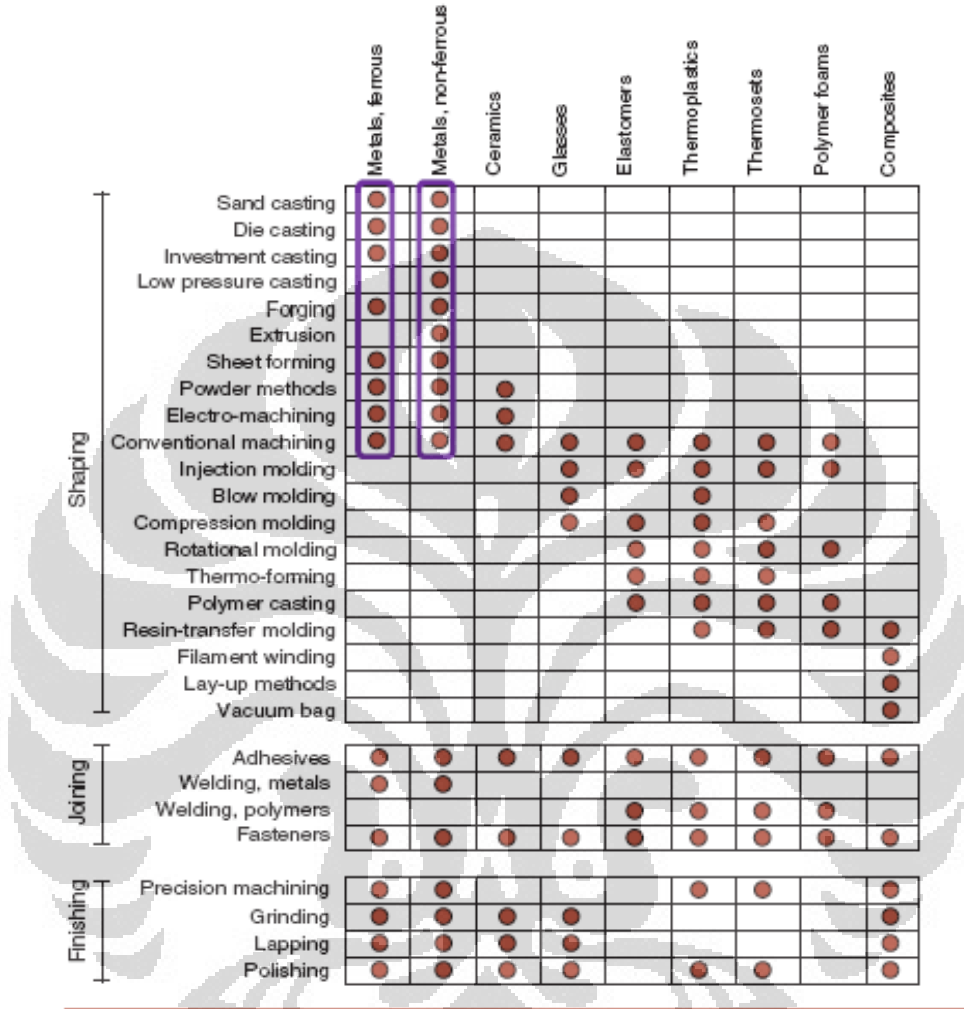 Metals, ferrous
Metals, non-ferrous
Ceramics
Glasses
Elastomers
Thermoplastics
Thermosets
Polymer foams
Composites
Shaping
Sand casting
Die casting
Investment casting
Low pressure casting
Forging
Extrusion
Sheet forming
Powder methods
Electro-machining
Conventional machining
Injection molding
Blow molding
Compression molding
Rotational molding
Thermo-forming
Polymer casting
Resin-transfer molding
Filament winding
Lay-up methods
Vacuum bag
Joining
Adhesives
Welding, metals
Welding, polymers
Fasteners
Finishing
Precision machining
Grinding
Lapping
Polishing